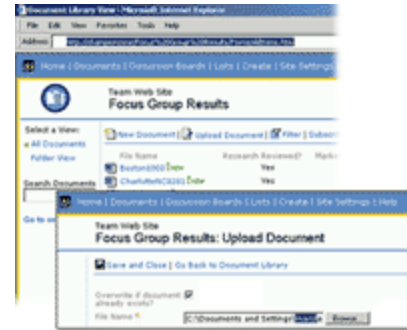 Document Library View - Microsoft Internet Explorer
File Edit View Favorites Tools Help
Address
Home | Documents | Discussion Boards | Lists | Create | Site Settings
Team Web Site
Focus Group Results
Select a View:
All Documents
Folder View
Search Documents
Go to
New Document | Upload Document | Filter | Subscri
File Name Research Reviewed?
Yes
Yes
Home | Documents | Discussion Boards | Lists | Create | Site Settings | Help
Team Web Site
Focus Group Results: Upload Document
Save and Close | Go Back to Document Library
Overwrite if document
already exists?
File Name *
C:\Documents and Settings\
Browse...